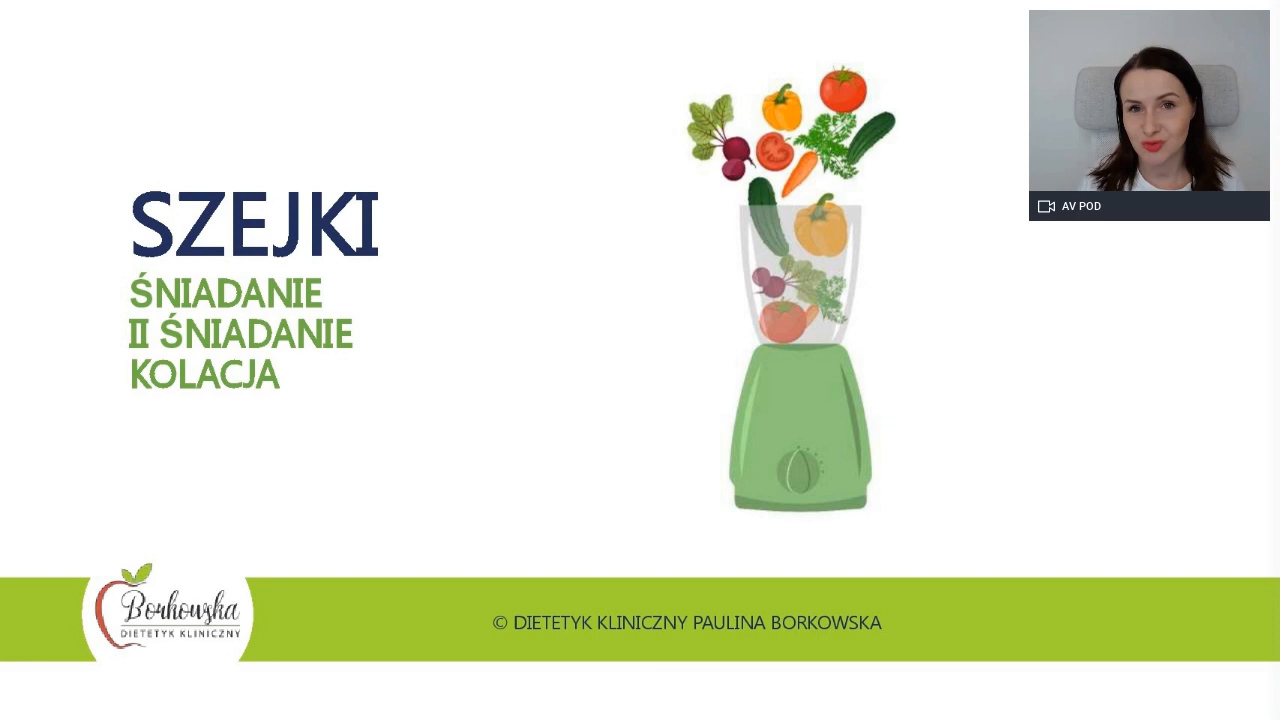 SZEJKI
ŚNIADANIE
II ŚNIADANIE
KOLACJA
AV POD
Borkowska
DIETETYK KLINICZNY
© DIETETYK KLINICZNY PAULINA BORKOWSKA